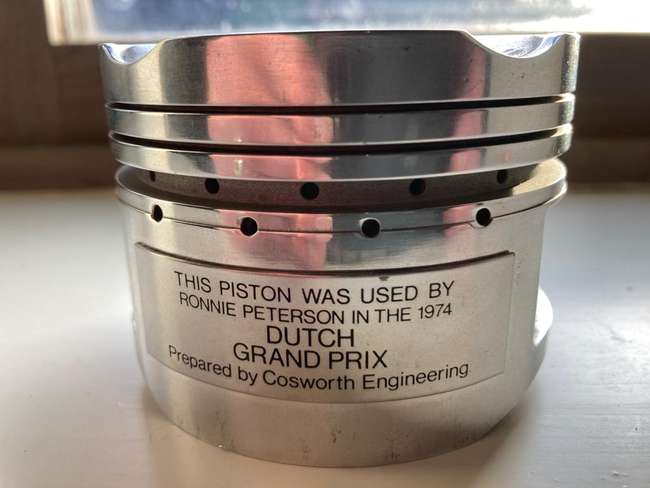 THIS PISTON WAS USED BY
RONNIE PETERSON IN THE 1974
DUTCH
GRAND PRIX
Prepared by Cosworth Engineering